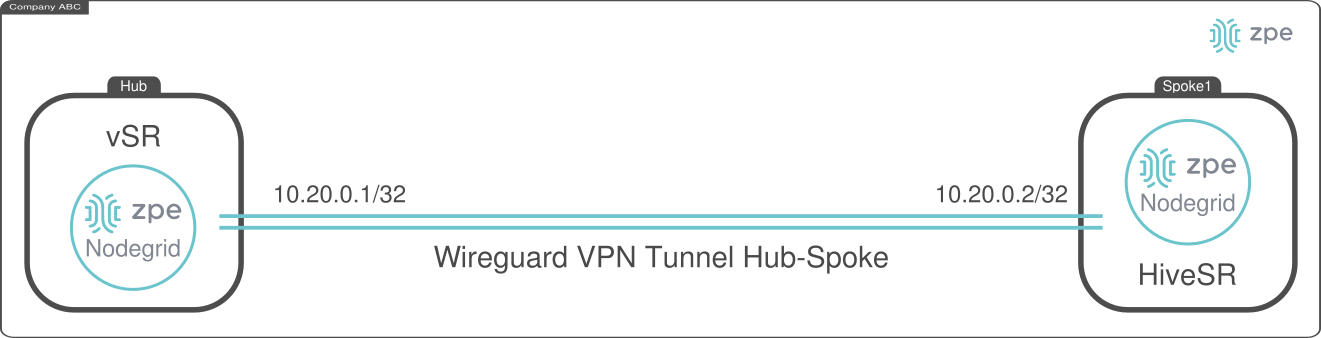 Company ABC
zpe
Hub
Spoke1
vSR
zpe
Nodegrid
10.20.0.1/32
10.20.0.2/32
zpe
Nodegrid
Wireguard VPN Tunnel Hub-Spoke
HiveSR